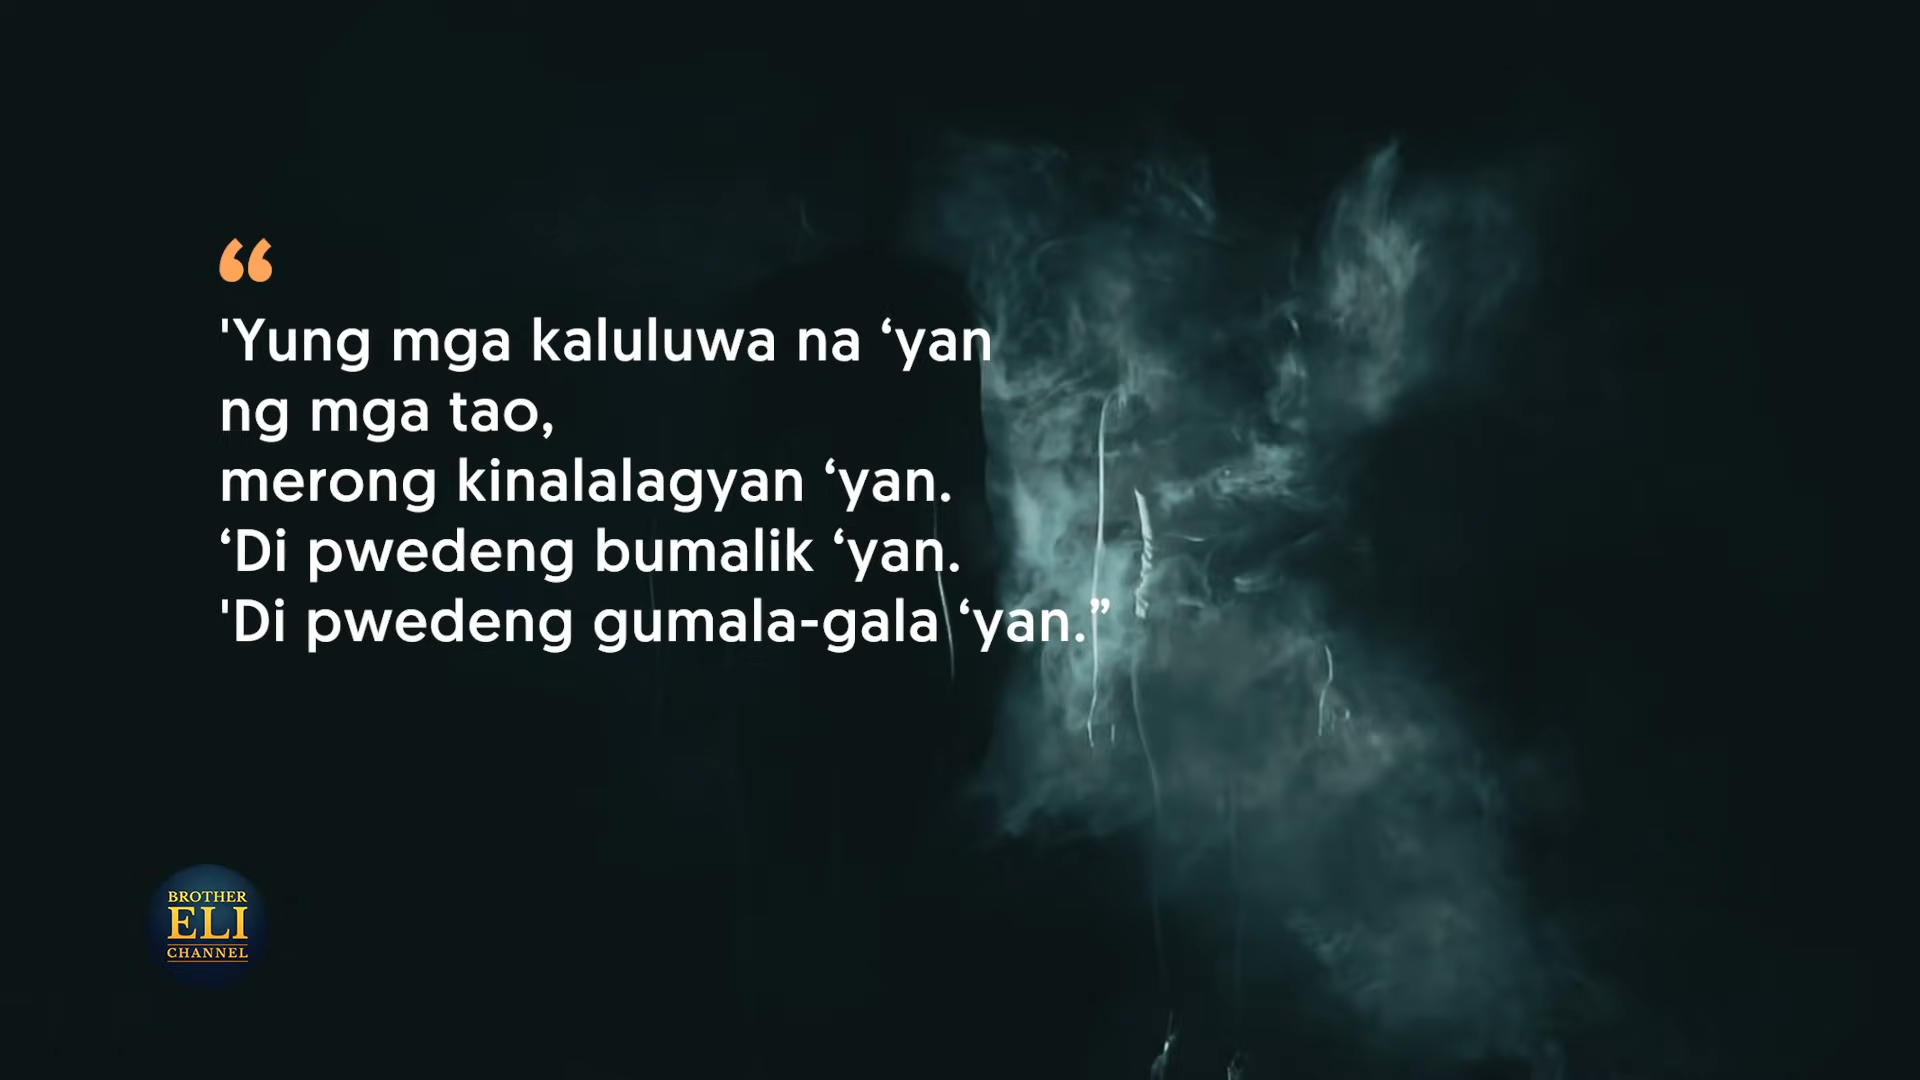 “
'Yung mga kaluluwa na ‘yan
ng mga tao,
merong kinalalagyan ‘yan.
‘Di pwedeng bumalik ‘yan.
'Di pwedeng gumala-gala ‘yan.”
BROTHER
ELI
CHANNEL